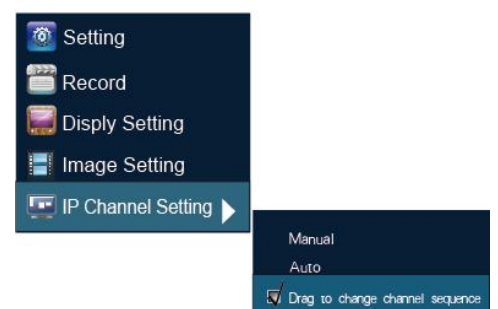 Setting
Record
Disply Setting
Image Setting
IP Channel Setting
Manual
Auto
Drag to change channel sequence